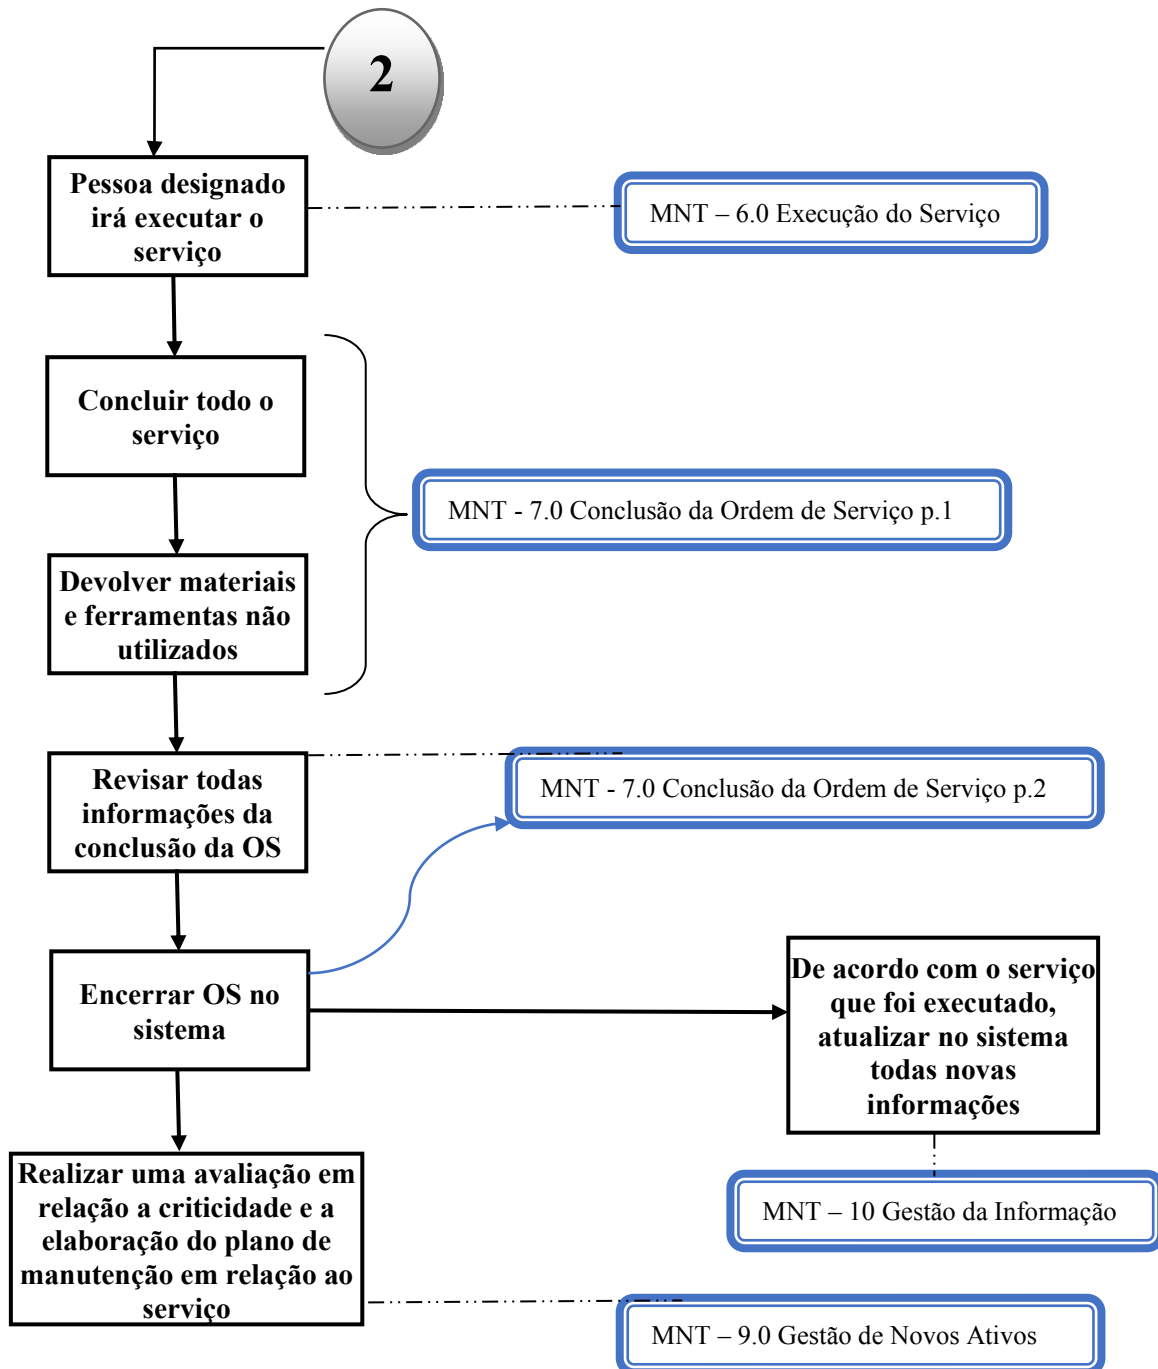 2
Pessoa designado
irá executar o
serviço
MNT – 6.0 Execução do Serviço
Concluir todo o
serviço
MNT - 7.0 Conclusão da Ordem de Serviço p.1
Devolver materiais
e ferramentas não
utilizados
Revisar todas
informações da
conclusão da OS
MNT - 7.0 Conclusão da Ordem de Serviço p.2
Encerrar OS no
sistema
De acordo com o serviço
que foi executado,
atualizar no sistema
todas novas
informações
Realizar uma avaliação em
relação a criticidade e a
elaboração do plano de
manutenção em relação ao
serviço
MNT – 10 Gestão da Informação
MNT – 9.0 Gestão de Novos Ativos